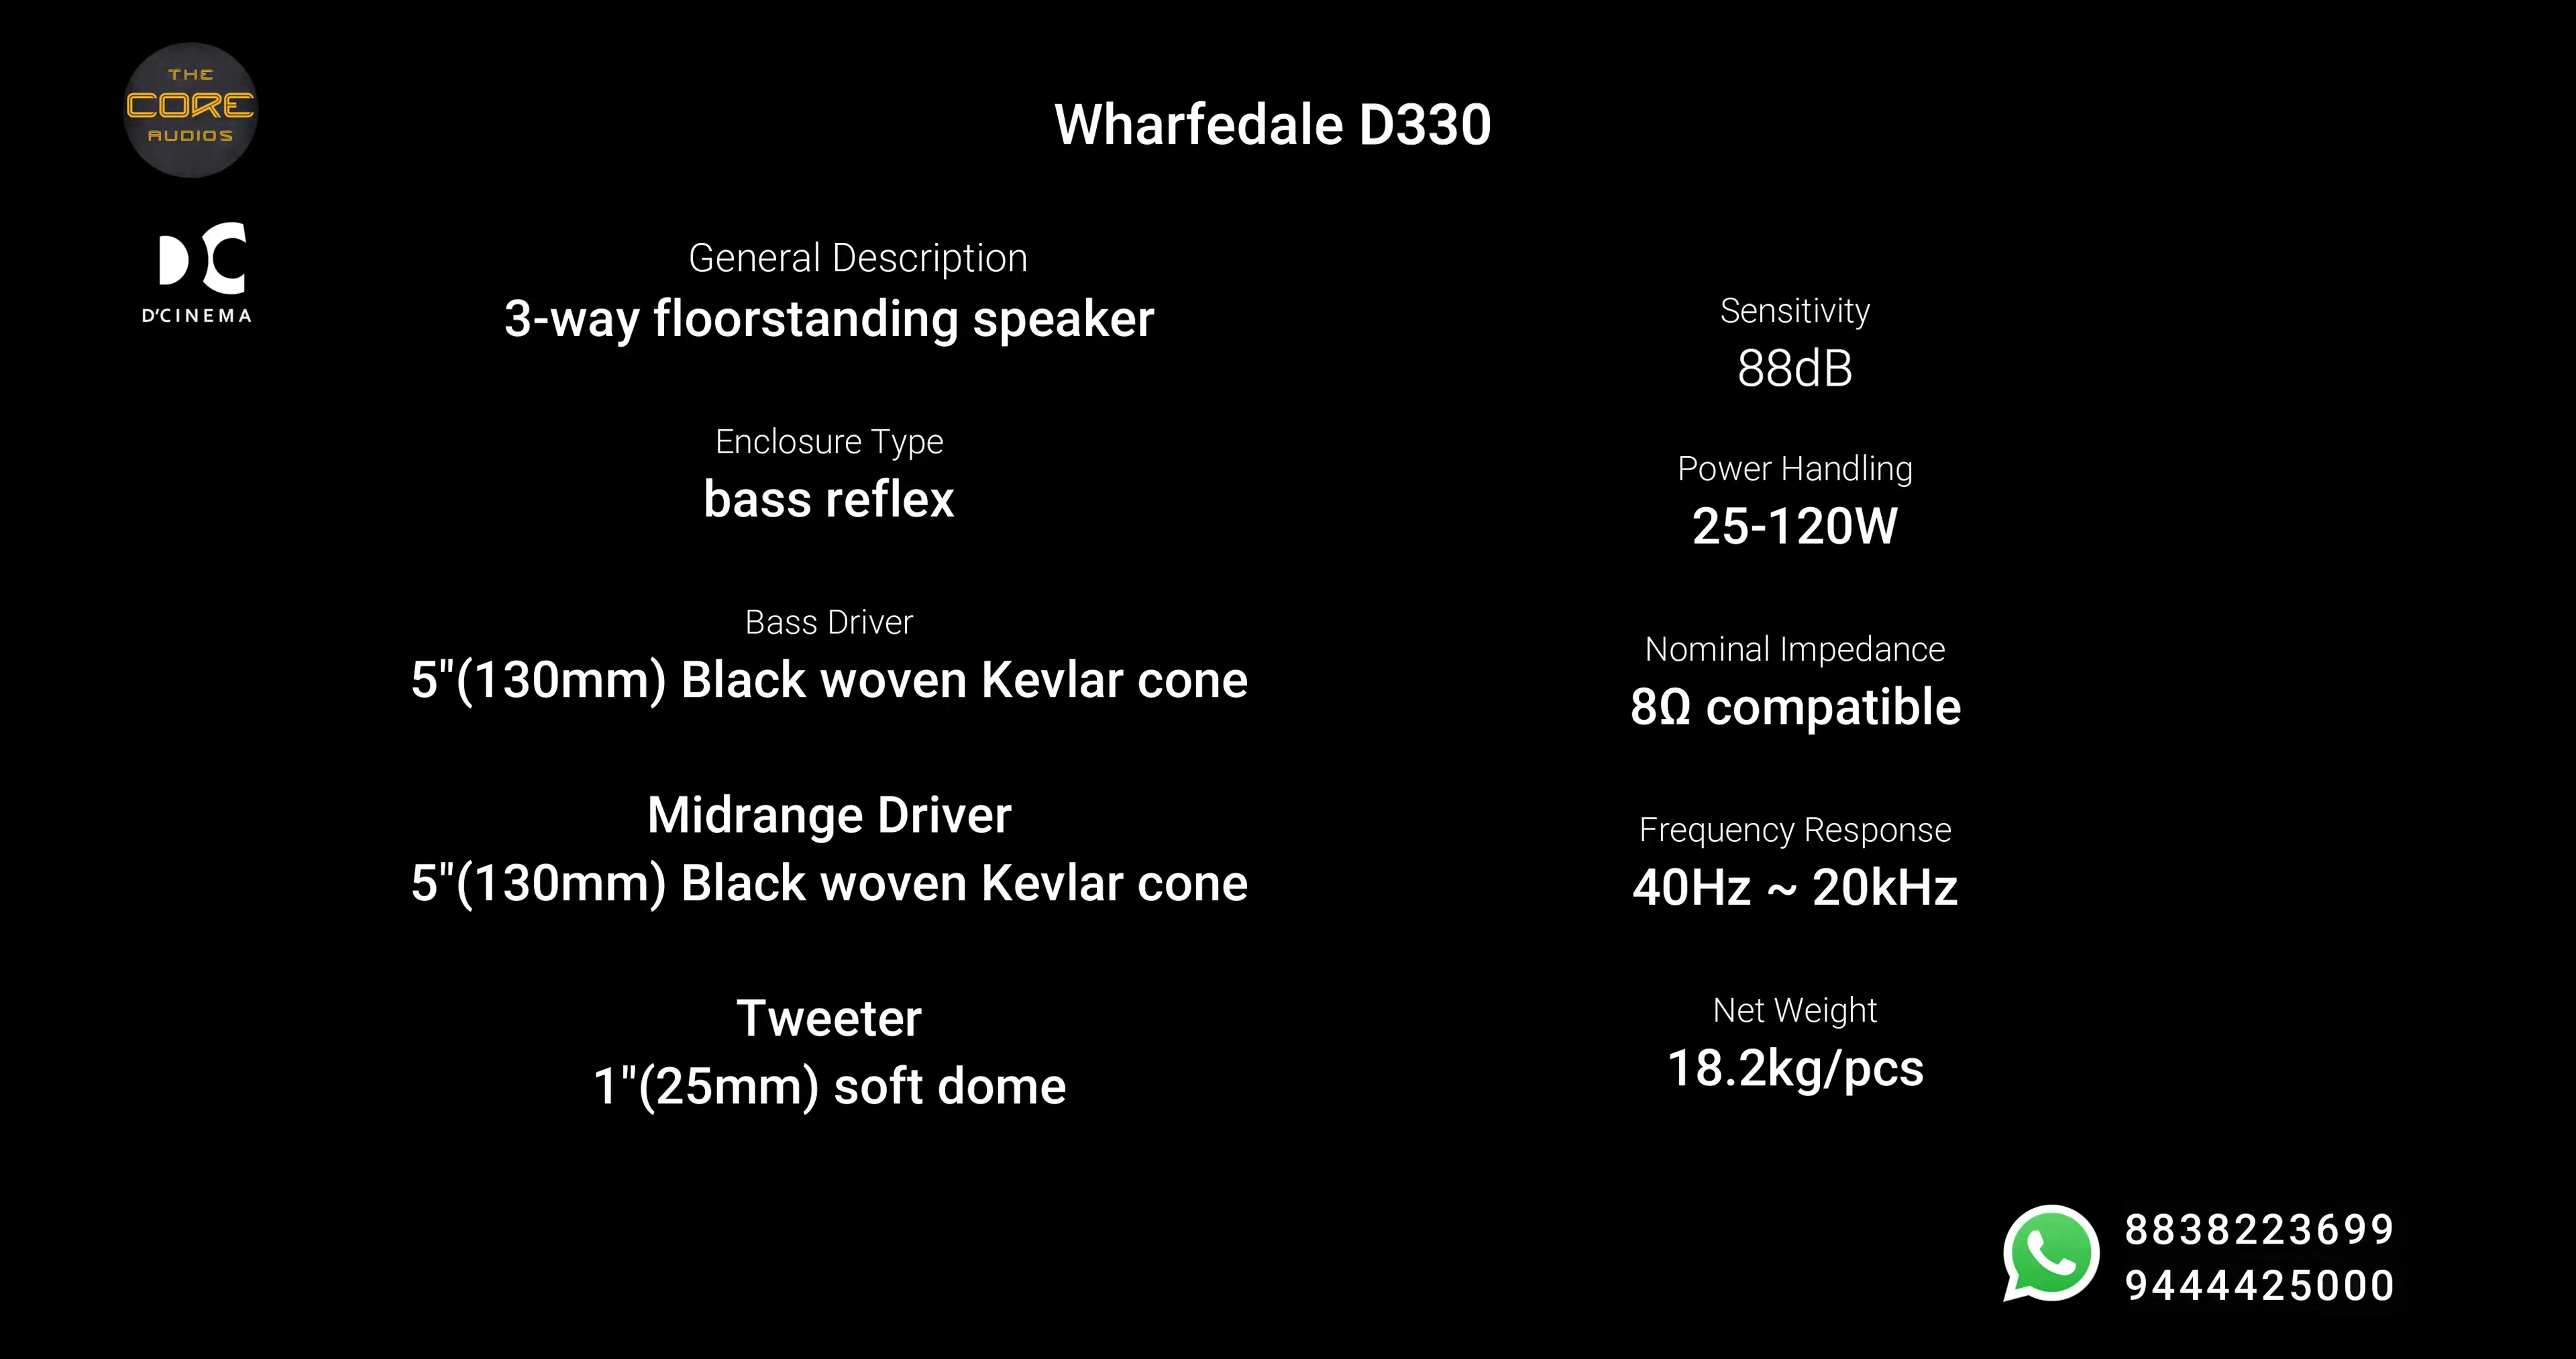 THE
CORE
AUDIOS
D'CINEMA
Wharfedale D330
General Description
3-way floorstanding speaker
Enclosure Type
bass reflex
Bass Driver
5"(130mm) Black woven Kevlar cone
Midrange Driver
5"(130mm) Black woven Kevlar cone
Tweeter
1"(25mm) soft dome
Sensitivity
88dB
Power Handling
25-120W
Nominal Impedance
8Ω compatible
Frequency Response
40Hz ~ 20kHz
Net Weight
18.2kg/pcs
8838223699
9444425000